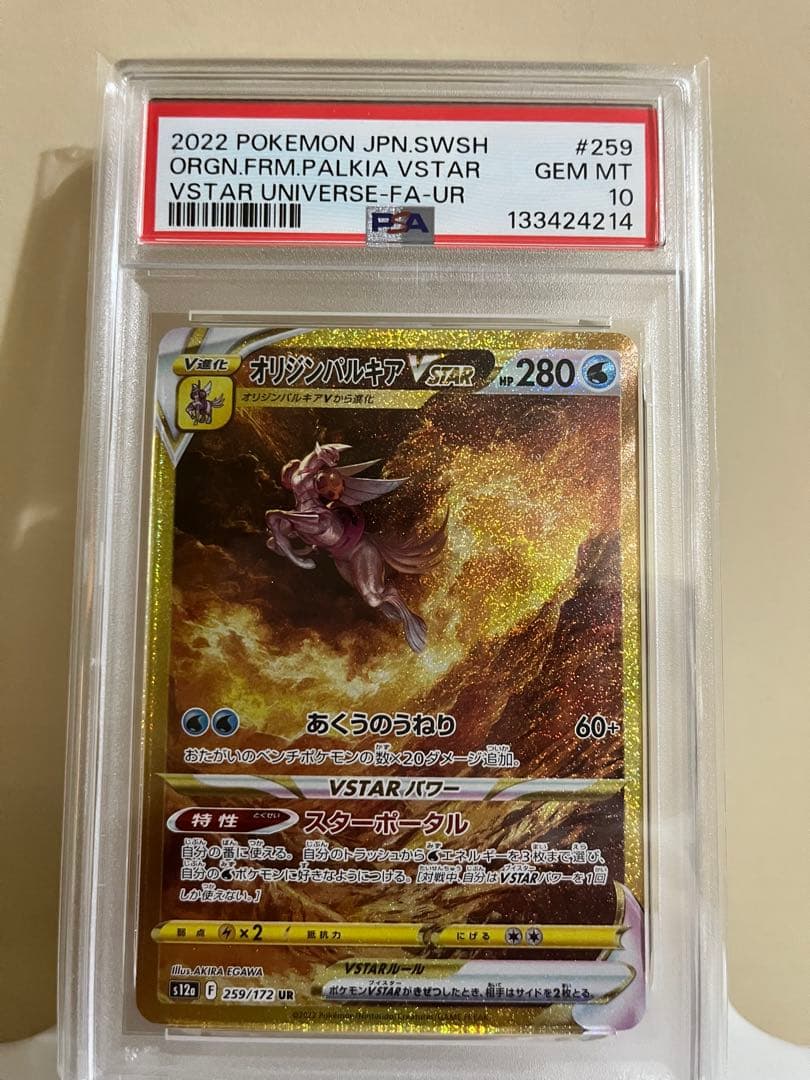 2022 POKEMON JPN.SWSH #259
ORGN.FRM.PALKIA VSTAR GEM MT
VSTAR UNIVERSE-FA-UR 10
PSA 133424214
V進化 オリジンパルキア VSTAR HP 280
オリジンパルキアVから進化
あくうのうねり 60+
おたがいのベンチポケモンの数×20ダメージ追加。
VSTARパワー
特性 スターポータル
自分の番に使える。自分のトラッシュからエネルギーを3枚まで選び、
自分のポケモンに好きなようにつける。[対戦中、自分はVSTARパワーを1回
しか使えない。]
弱点 ×2 抵抗力 にげる
Illus. AKIRA EGAWA VSTARルール
s12a F 259/172 UR ポケモンVSTARがきぜつしたとき、相手はサイドを2枚とる。
©2022 Pokémon/Nintendo/Creatures/GAME FREAK